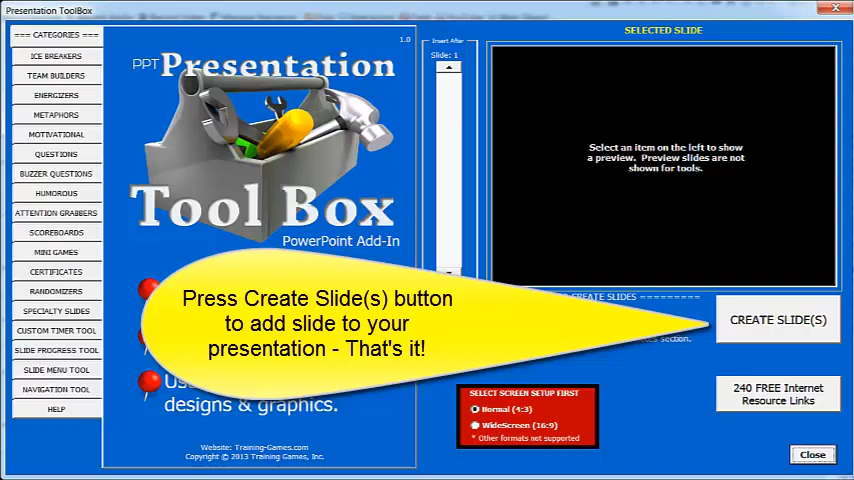 Presentation ToolBox
=== CATEGORIES ===
ICE BREAKERS
TEAM BUILDERS
ENERGIZERS
METAPHORS
MOTIVATIONAL
QUESTIONS
BUZZER QUESTIONS
HUMOROUS
ATTENTION GRABBERS
SCOREBOARDS
MINI GAMES
CERTIFICATES
RANDOMIZERS
SPECIALTY SLIDES
CUSTOM TIMER TOOL
SLIDE PROGRESS TOOL
SLIDE MENU TOOL
NAVIGATION TOOL
HELP
1.0
PPT Presentation
Tool Box
PowerPoint Add-In
designs & graphics.
Website: Training-Games.com
Copyright © 2013 Training Games, Inc.
Insert After
Slide: 1
SELECTED SLIDE
Select an item on the left to show
a preview. Preview slides are not
shown for tools.
Press Create Slide(s) button
to add slide to your
presentation - That's it!
CREATE SLIDES --------
section.
CREATE SLIDE(S)
240 FREE Internet
Resource Links
SELECT SCREEN SETUP FIRST
Normal (4:3)
WideScreen (16:9)
* Other formats not supported
Close